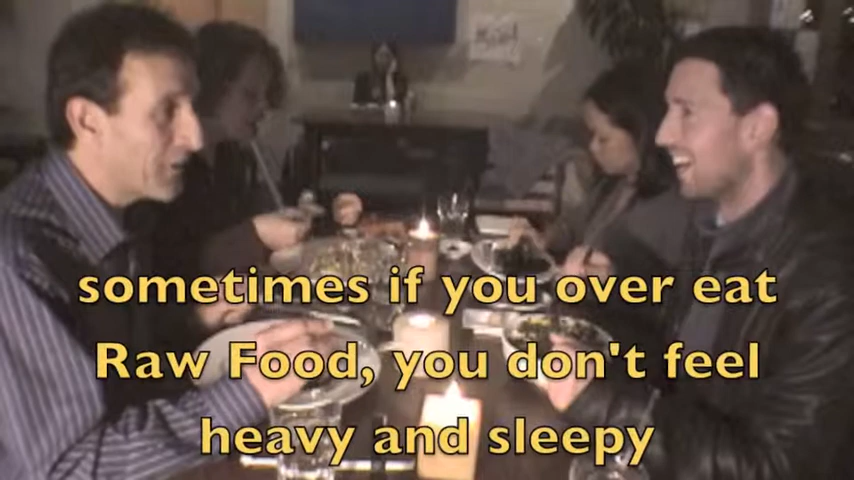 sometimes if you over eat
Raw Food, you don't feel
heavy and sleepy